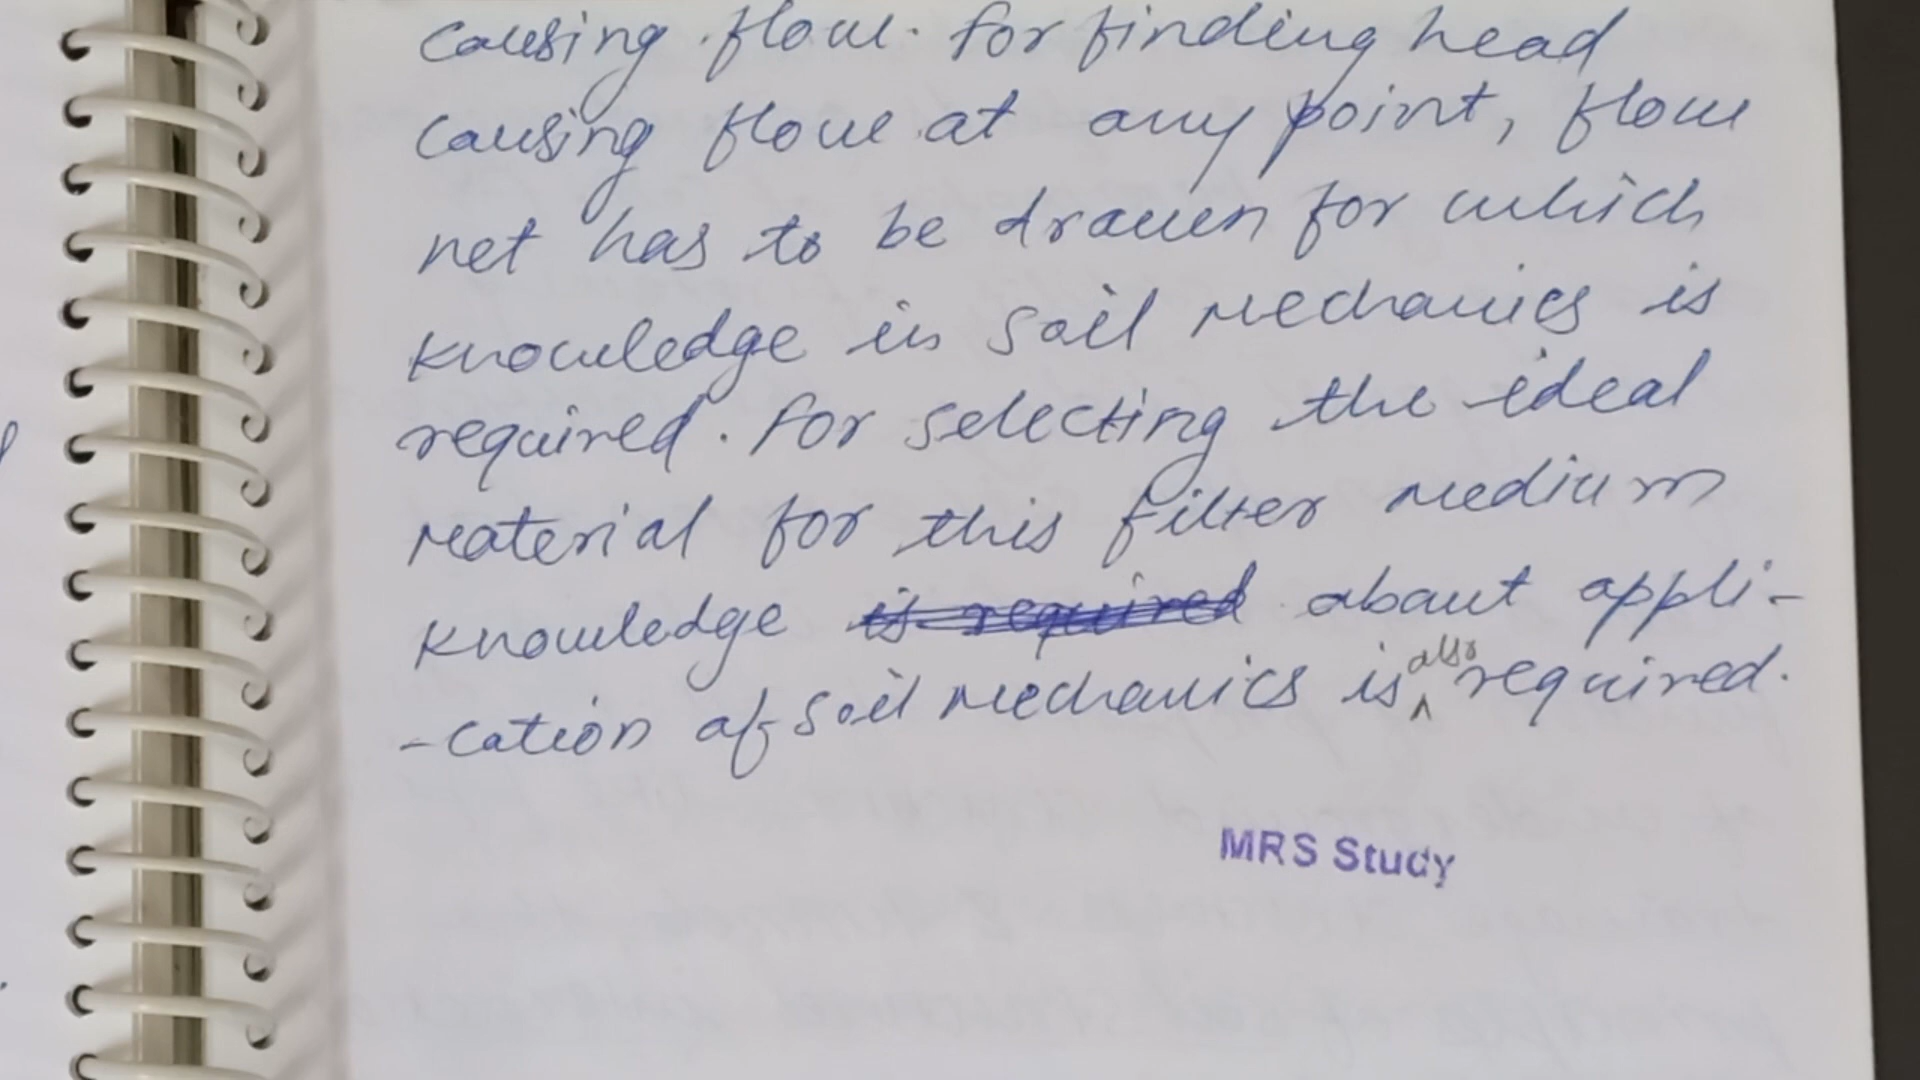 causing flow. For finding head
causing flow at any point, flow
net has to be drawn for which
knowledge in soil mechanics is
required. For selecting the ideal
material for this filter medium
knowledge is required about appli-
-cation of soil mechanics is also required.
MRS Study